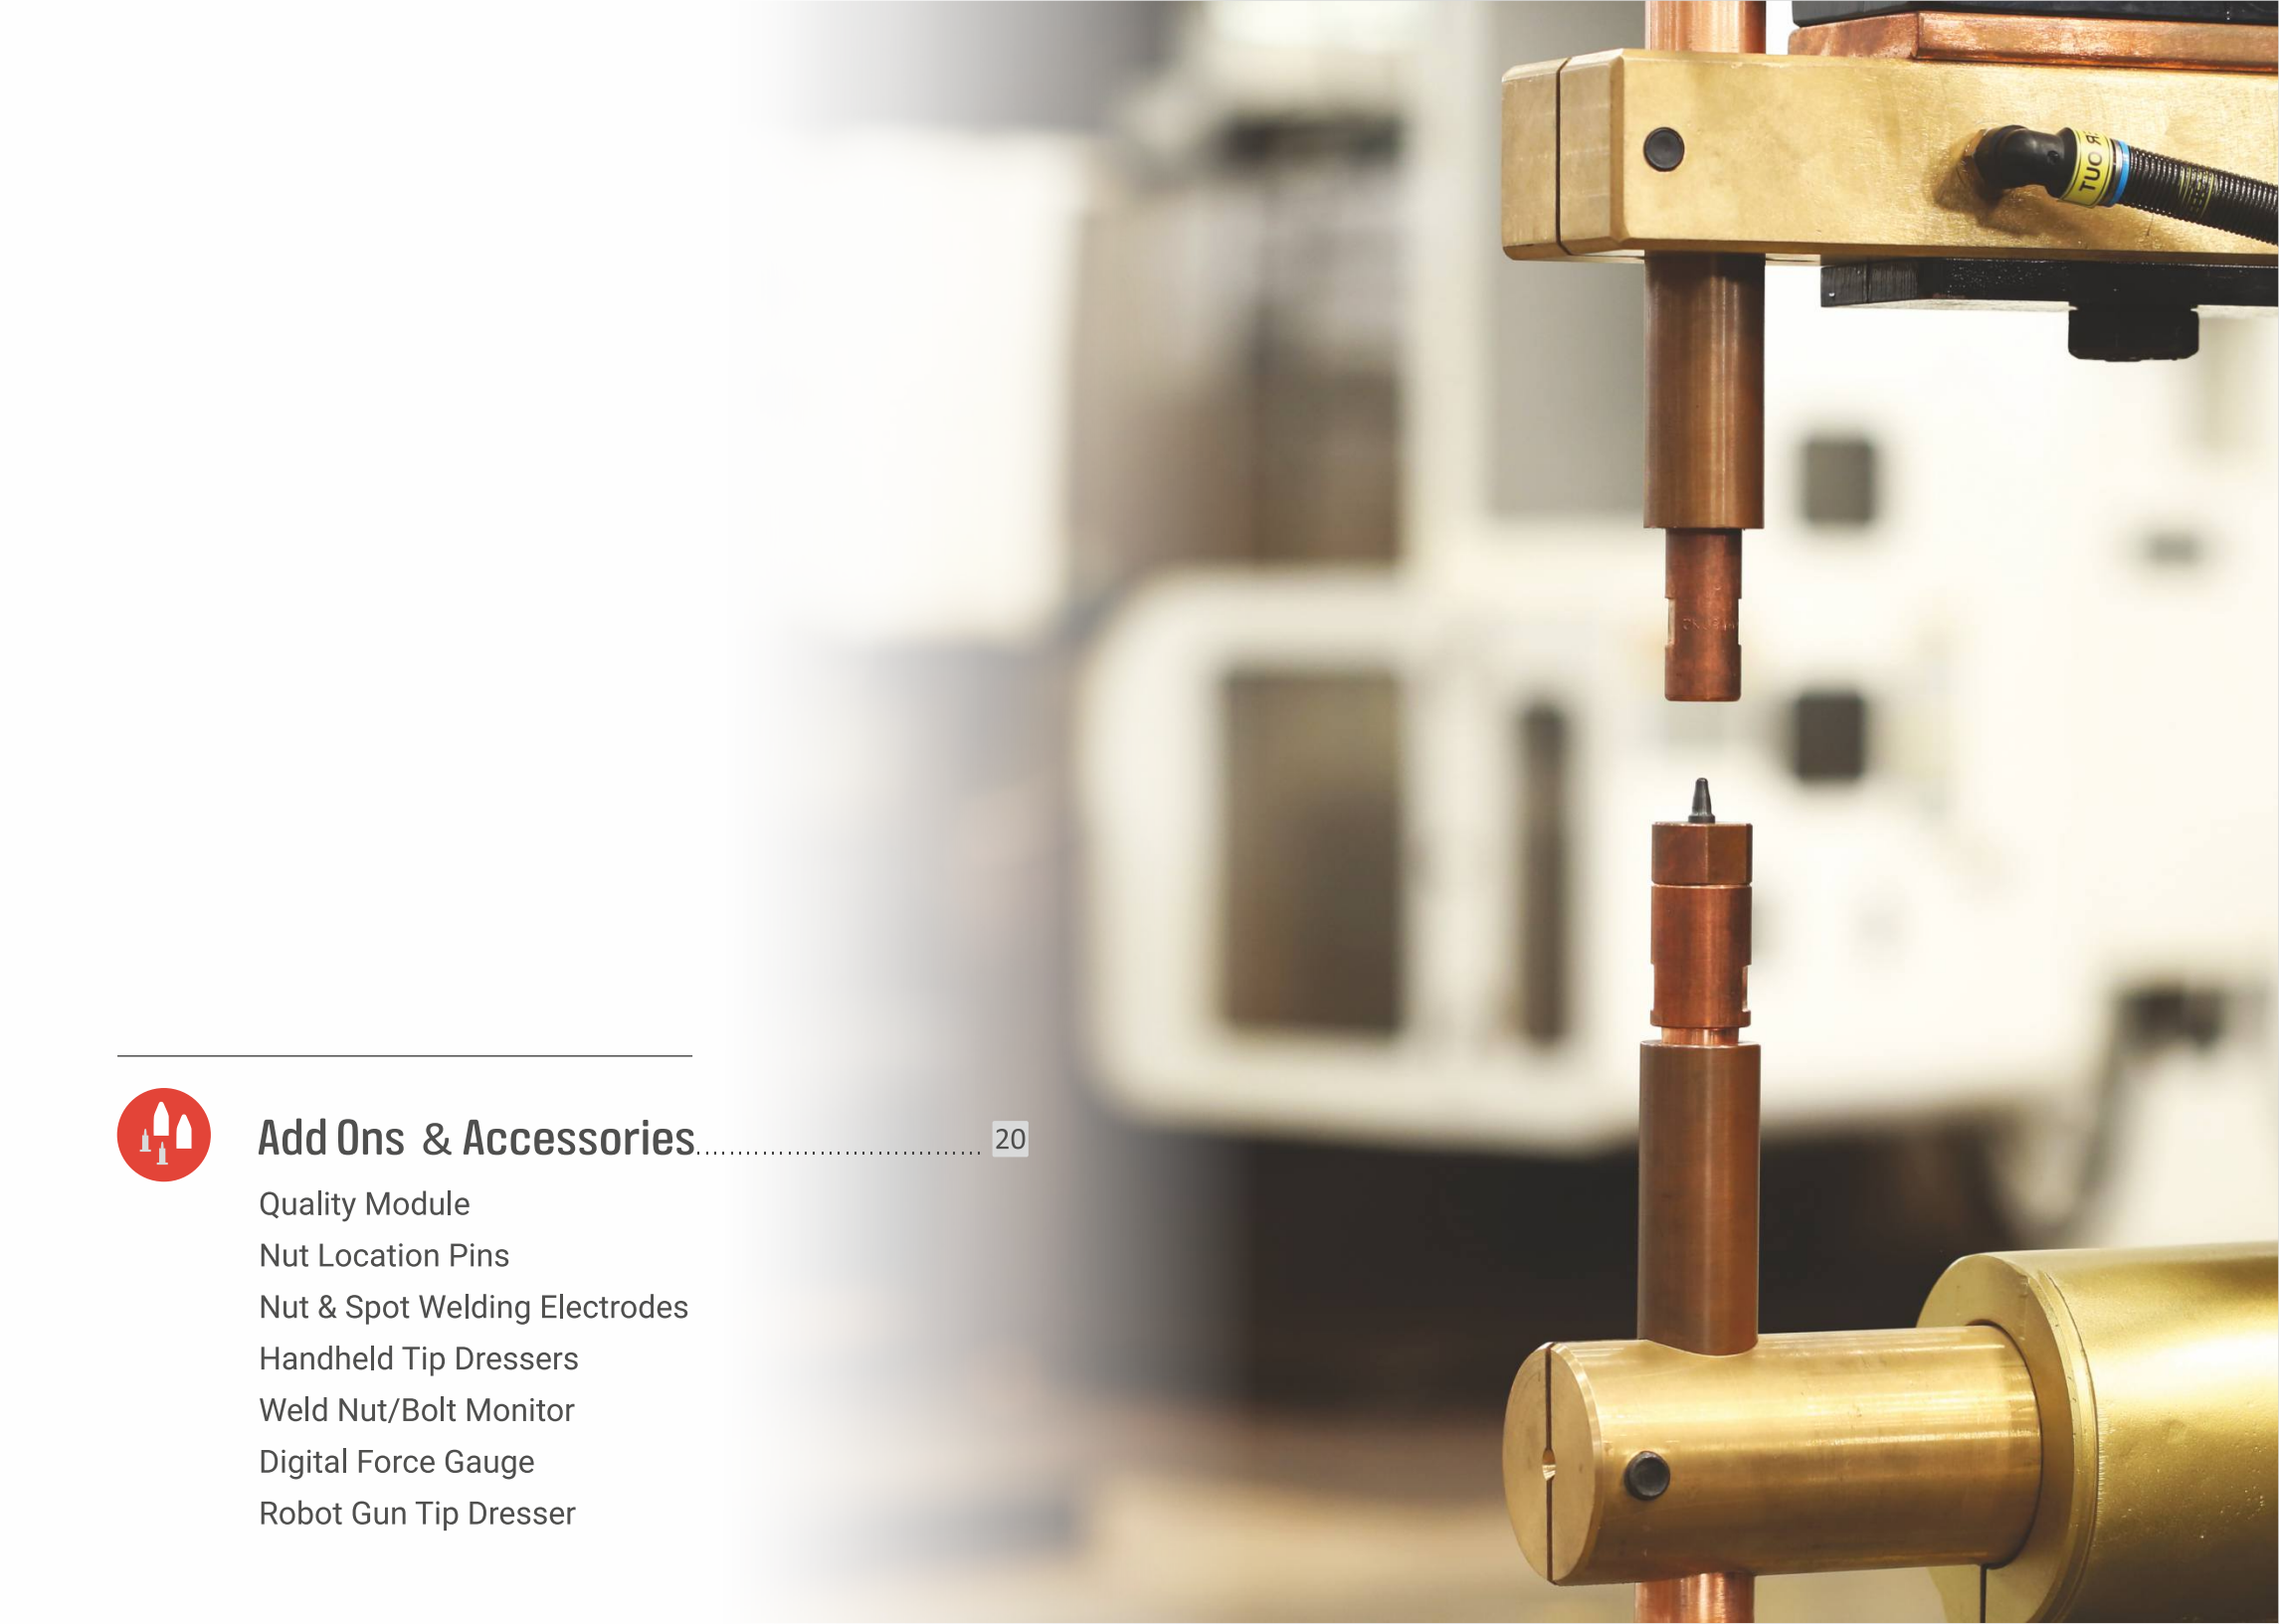 Add Ons & Accessories.................................. 20
Quality Module
Nut Location Pins
Nut & Spot Welding Electrodes
Handheld Tip Dressers
Weld Nut/Bolt Monitor
Digital Force Gauge
Robot Gun Tip Dresser
OUT